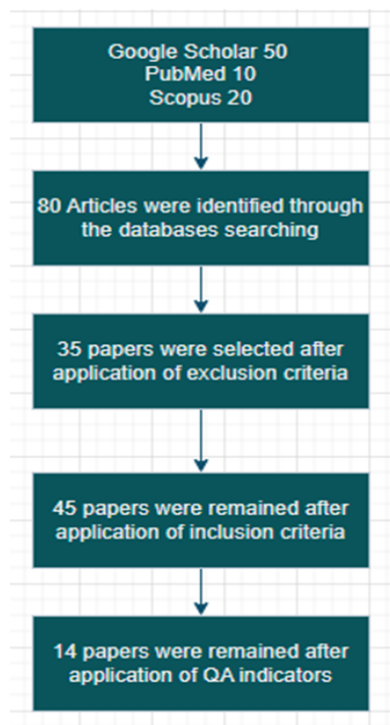 Google Scholar 50
PubMed 10
Scopus 20
80 Articles were identified through
the databases searching
35 papers were selected after
application of exclusion criteria
45 papers were remained after
application of inclusion criteria
14 papers were remained after
application of QA indicators